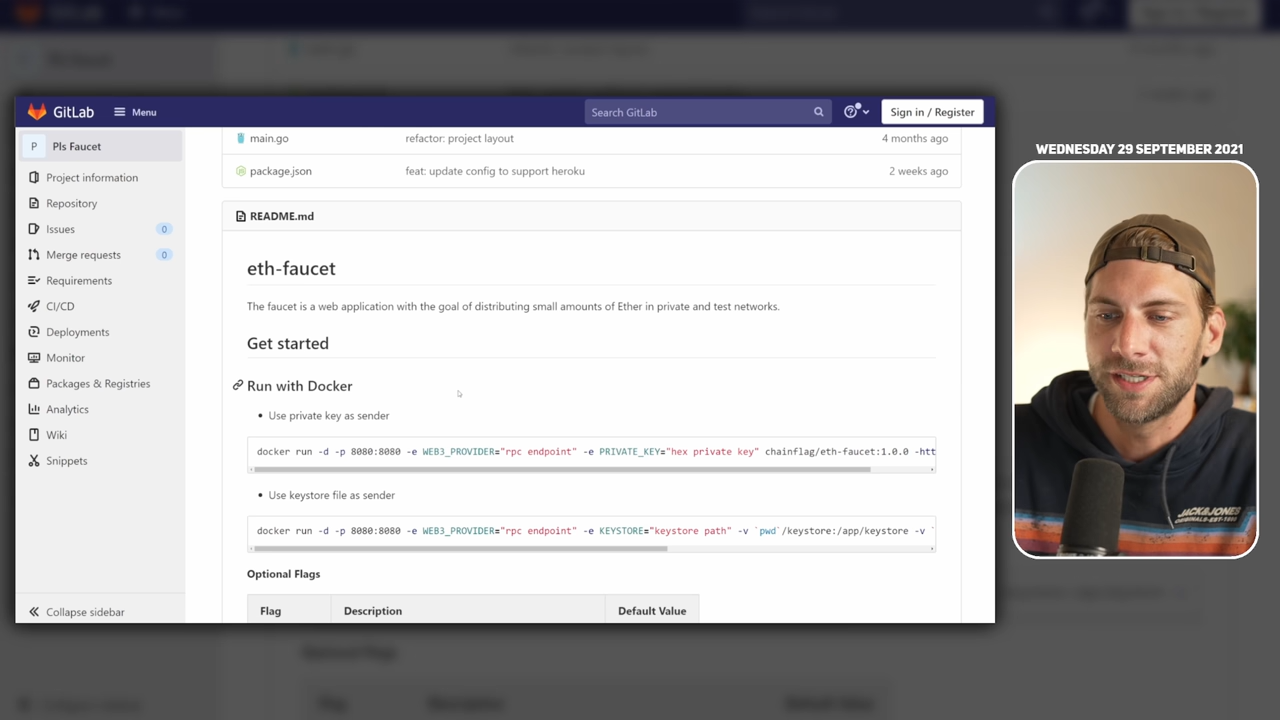 GitLab
Menu
Search GitLab
Sign in / Register
P
Pls Faucet
Project information
Repository
Issues 0
Merge requests 0
Requirements
CI/CD
Deployments
Monitor
Packages & Registries
Analytics
Wiki
Snippets
Collapse sidebar
main.go refactor: project layout 4 months ago
package.json feat: update config to support heroku 2 weeks ago
README.md
eth-faucet
The faucet is a web application with the goal of distributing small amounts of Ether in private and test networks.
Get started
Run with Docker
• Use private key as sender
docker run -d -p 8080:8080 -e WEB3_PROVIDER="rpc endpoint" -e PRIVATE_KEY="hex private key" chainflag/eth-faucet:1.0.0 -htt
• Use keystore file as sender
docker run -d -p 8080:8080 -e WEB3_PROVIDER="rpc endpoint" -e KEYSTORE="keystore path" -v `pwd`/keystore:/app/keystore -v `
Optional Flags
Flag Description Default Value
WEDNESDAY 29 SEPTEMBER 2021
JACK&JONES
ORIGINALS-EST-1990